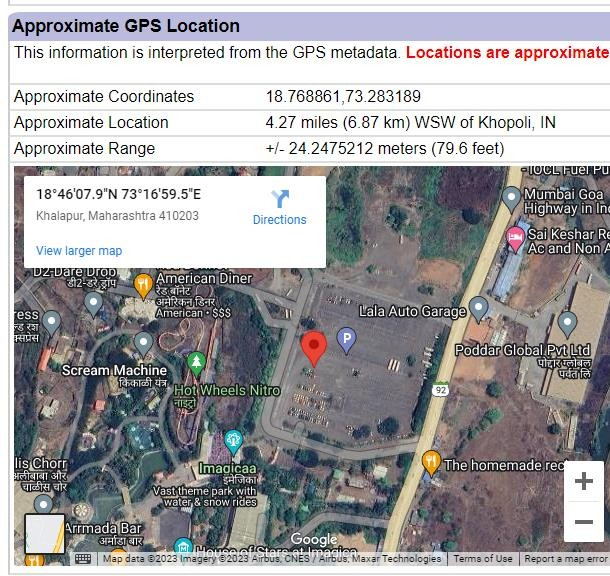 Approximate GPS Location
This information is interpreted from the GPS metadata. Locations are approximate
Approximate Coordinates 18.768861,73.283189
Approximate Location 4.27 miles (6.87 km) WSW of Khopoli, IN
Approximate Range +/- 24.2475212 meters (79.6 feet)
IOCL Fuel Pu
18°46'07.9"N 73°16'59.5"E
Khalapur, Maharashtra 410203
Directions
View larger map
Mumbai Goa
Highway in Ind
Sai Keshar Re
Ac and Non A
D2-Dare Drop
डी2-डरे ड्रॉप
American Diner
रेड बॉनेट
अमेरिकन डिनर
American • $$$
ress
Lala Auto Garage
P
Scream Machine
किंकाळी यंत्र
Poddar Global Pvt Ltd
पोद्दार ग्लोबल
Hot Wheels Nitro
नाइट्रो
92
lis Chorr
अलीबाबा और
चाळीस चोर
Imagicaa
इमेजिका
Vast theme park with
water & snow rides
The homemade rec
Arrmada Bar
अर्माडा बार
House of Stars at Imagica
Google
Map data ©2023 Imagery ©2023 Airbus, CNES / Airbus, Maxar Technologies Terms of Use Report a map error